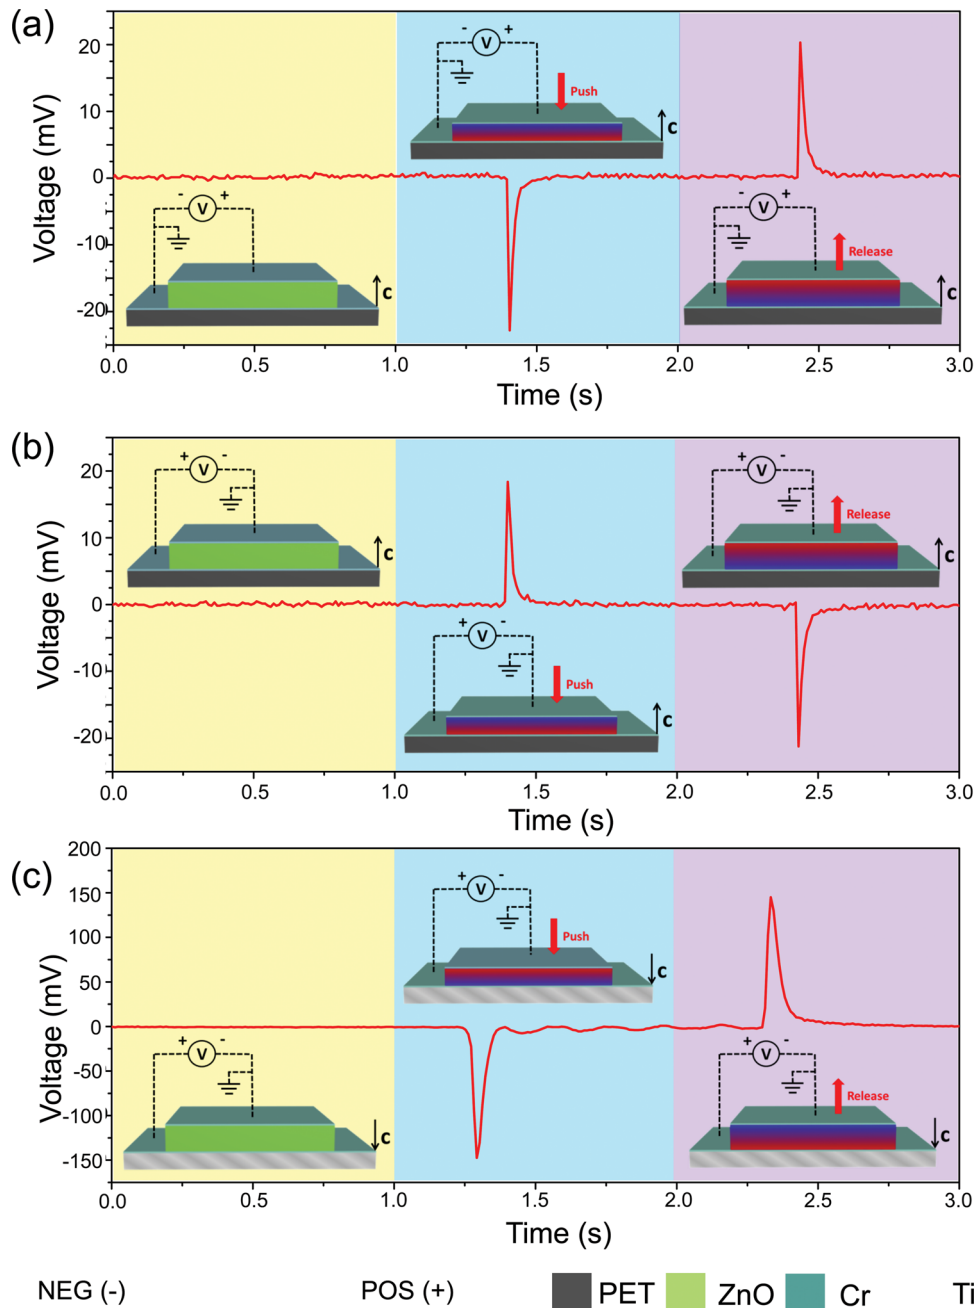 (a)
Voltage (mV)
20
10
0
-10
-20
- V +
Push
c
- V +
c
- V +
Release
c
0.0 0.5 1.0 1.5 2.0 2.5 3.0
Time (s)
(b)
Voltage (mV)
20
10
0
-10
-20
+ V -
c
+ V -
Release
c
+ V -
Push
c
0.0 0.5 1.0 1.5 2.0 2.5 3.0
Time (s)
(c)
Voltage (mV)
200
150
100
50
0
-50
-100
-150
+ V -
Push
c
+ V -
c
+ V -
Release
c
0.0 0.5 1.0 1.5 2.0 2.5 3.0
Time (s)
NEG (-) POS (+) PET ZnO Cr Ti